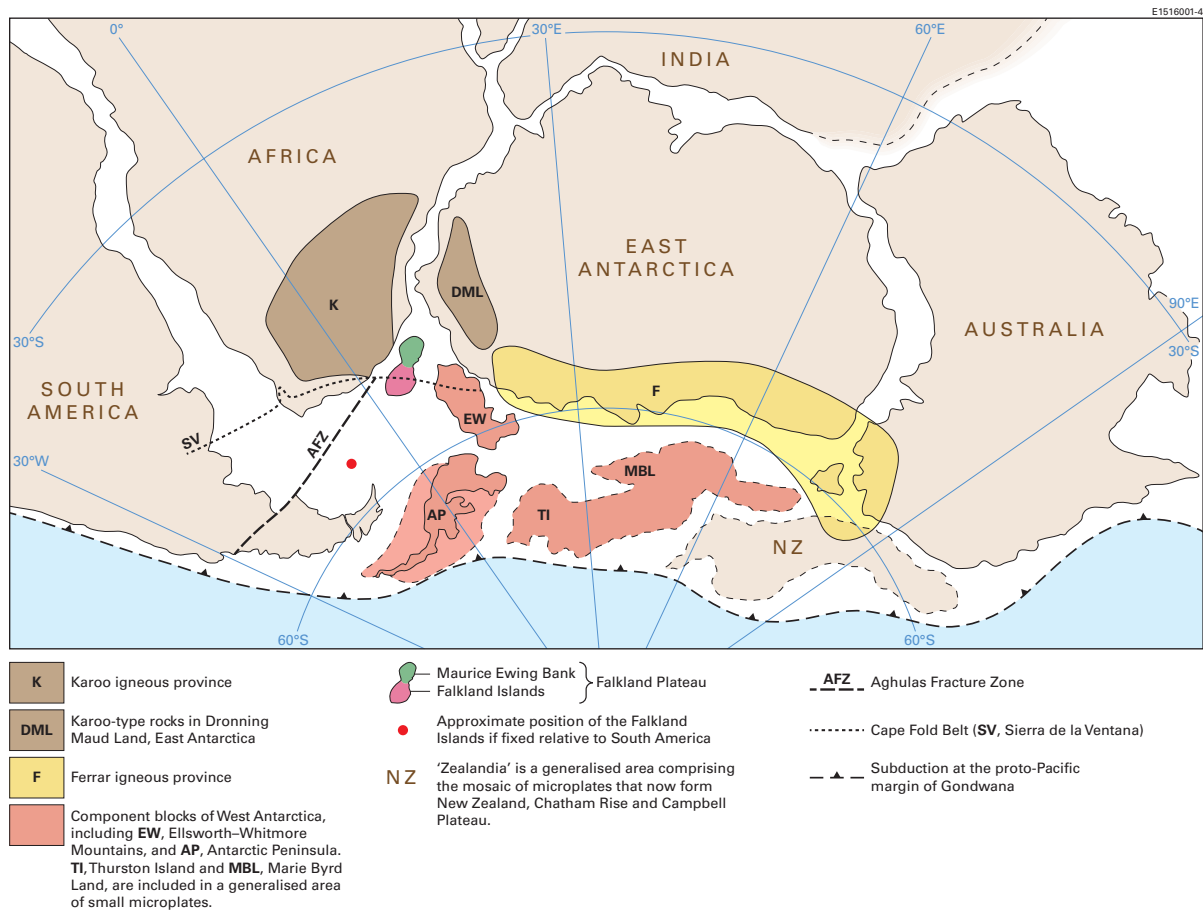 E1516001-4
0°
30°E
60°E
INDIA
AFRICA
EAST
ANTARCTICA
K
DML
90°E
30°S
AUSTRALIA
30°S
SOUTH
AMERICA
F
EW
SV
AFZ
30°W
MBL
AP
TI
NZ
60°S
60°S
K
Karoo igneous province
DML
Karoo-type rocks in Dronning
Maud Land, East Antarctica
F
Ferrar igneous province
Component blocks of West Antarctica,
including EW, Ellsworth–Whitmore
Mountains, and AP, Antarctic Peninsula.
TI, Thurston Island and MBL, Marie Byrd
Land, are included in a generalised area
of small microplates.
Maurice Ewing Bank
Falkland Islands
Falkland Plateau
Approximate position of the Falkland
Islands if fixed relative to South America
NZ
'Zealandia' is a generalised area comprising
the mosaic of microplates that now form
New Zealand, Chatham Rise and Campbell
Plateau.
AFZ
Aghulas Fracture Zone
Cape Fold Belt (SV, Sierra de la Ventana)
Subduction at the proto-Pacific
margin of Gondwana